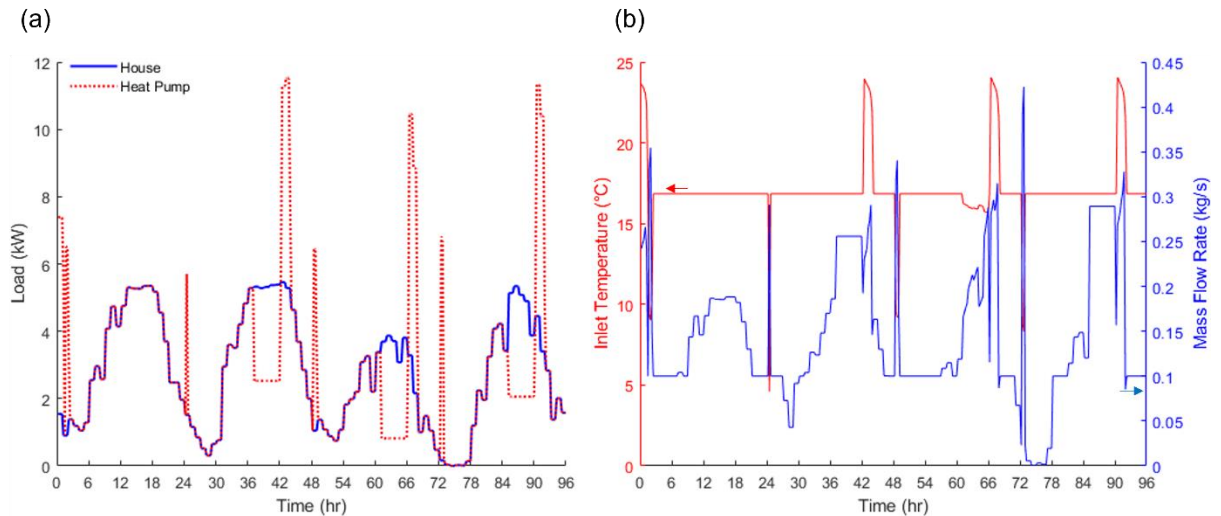 (a)
(b)
House
Heat Pump
12
10
8
6
4
2
0
Load (kW)
0 6 12 18 24 30 36 42 48 54 60 66 72 78 84 90 96
Time (hr)
25
20
15
10
5
0
Inlet Temperature (°C)
0.45
0.4
0.35
0.3
0.25
0.2
0.15
0.1
0.05
0
Mass Flow Rate (kg/s)
0 6 12 18 24 30 36 42 48 54 60 66 72 78 84 90 96
Time (hr)